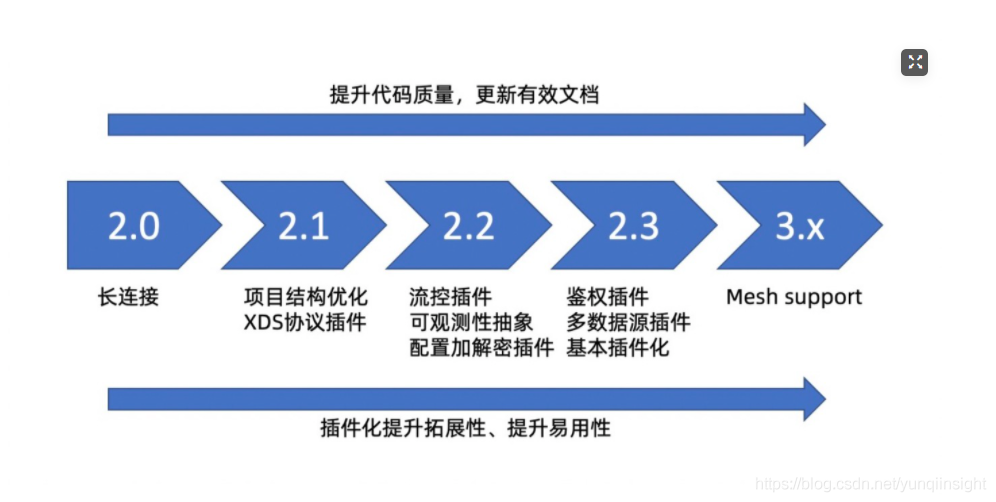 提升代码质量，更新有效文档
2.0
2.1
2.2
2.3
3.x
长连接
项目结构优化
XDS协议插件
流控插件
可观测性抽象
配置加解密插件
鉴权插件
多数据源插件
基本插件化
Mesh support
插件化提升拓展性、提升易用性
https://blog.csdn.net/yunqiinsight